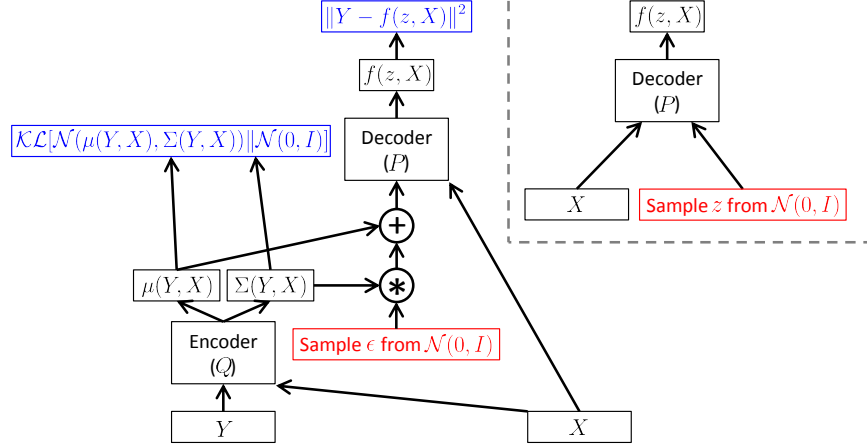 ‖Y − f(z, X)‖²
f(z, X)
Decoder
(P)
𝒦ℒ[𝒩(μ(Y, X), Σ(Y, X))‖𝒩(0, I)]
+
μ(Y, X)
Σ(Y, X)
*
Encoder
(Q)
Sample ϵ from 𝒩(0, I)
Y
X
f(z, X)
Decoder
(P)
X
Sample z from 𝒩(0, I)